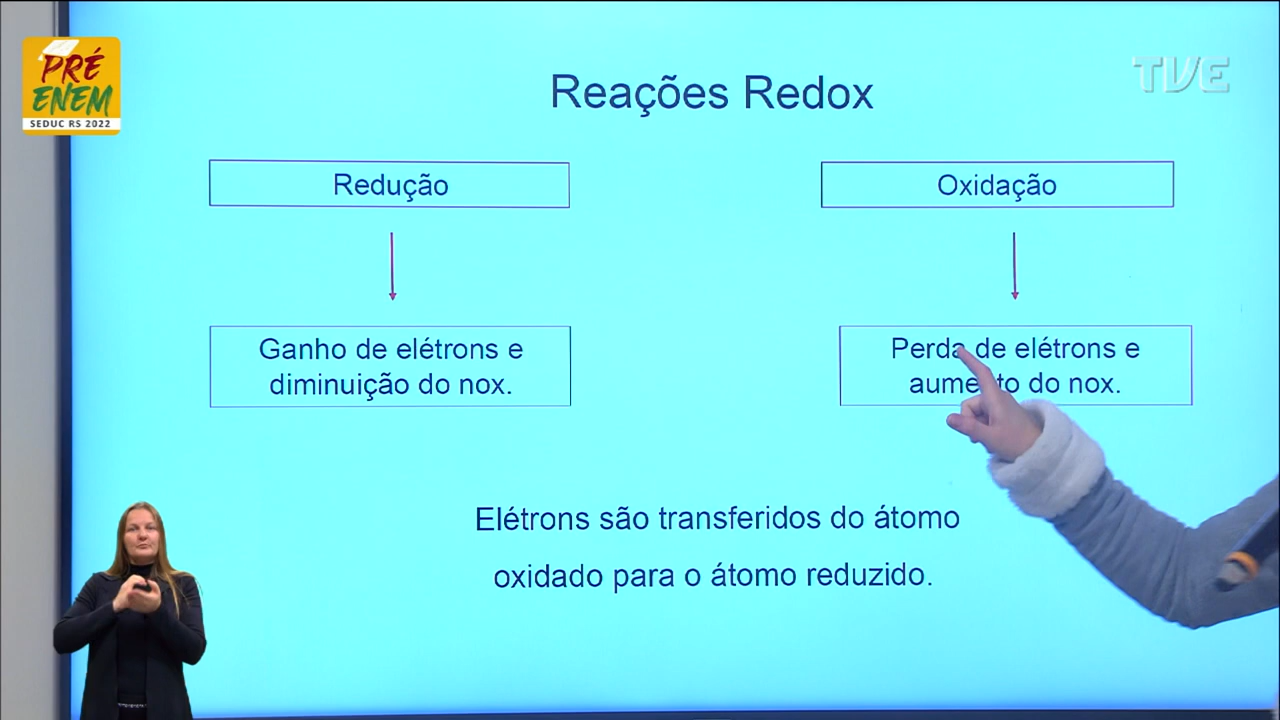 PRÉ
ENEM
SEDUC RS 2022
TVE
Reações Redox
Redução
Oxidação
Ganho de elétrons e
diminuição do nox.
Perda de elétrons e
aumento do nox.
Elétrons são transferidos do átomo
oxidado para o átomo reduzido.